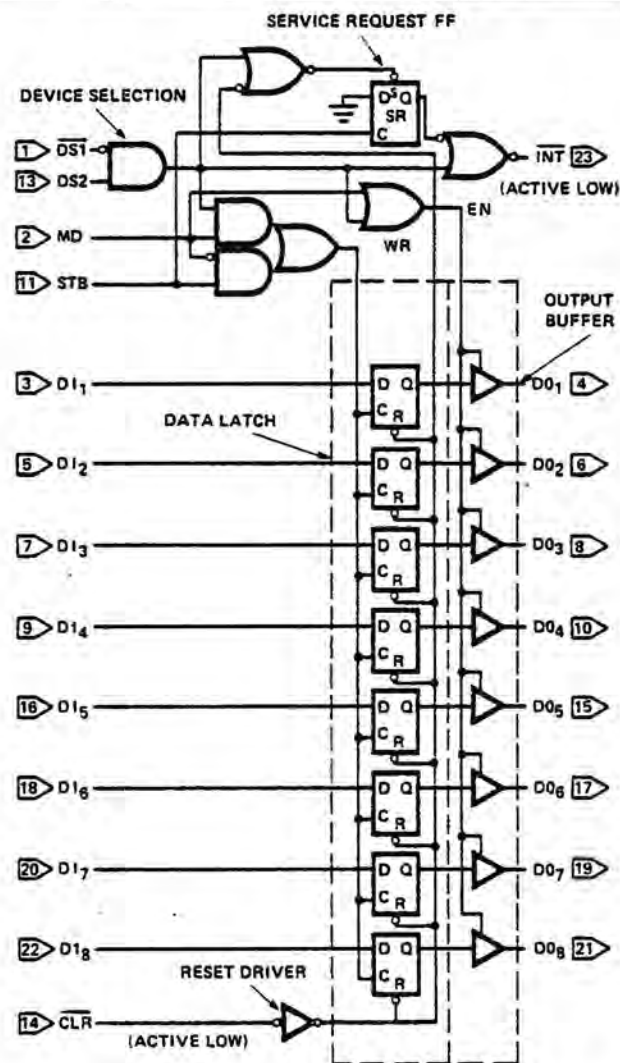 SERVICE REQUEST FF
DEVICE SELECTION
D S Q
SR
C
1 DS1
13 DS2
INT 23
(ACTIVE LOW)
2 MD
EN
WR
11 STB
OUTPUT
BUFFER
3 DI1 D Q DO1 4
C R
DATA LATCH
5 DI2 D Q DO2 6
C R
7 DI3 D Q DO3 8
C R
9 DI4 D Q DO4 10
C R
16 DI5 D Q DO5 15
C R
18 DI6 D Q DO6 17
C R
20 DI7 D Q DO7 19
C R
22 DI8 D Q DO8 21
C R
RESET DRIVER
14 CLR
(ACTIVE LOW)